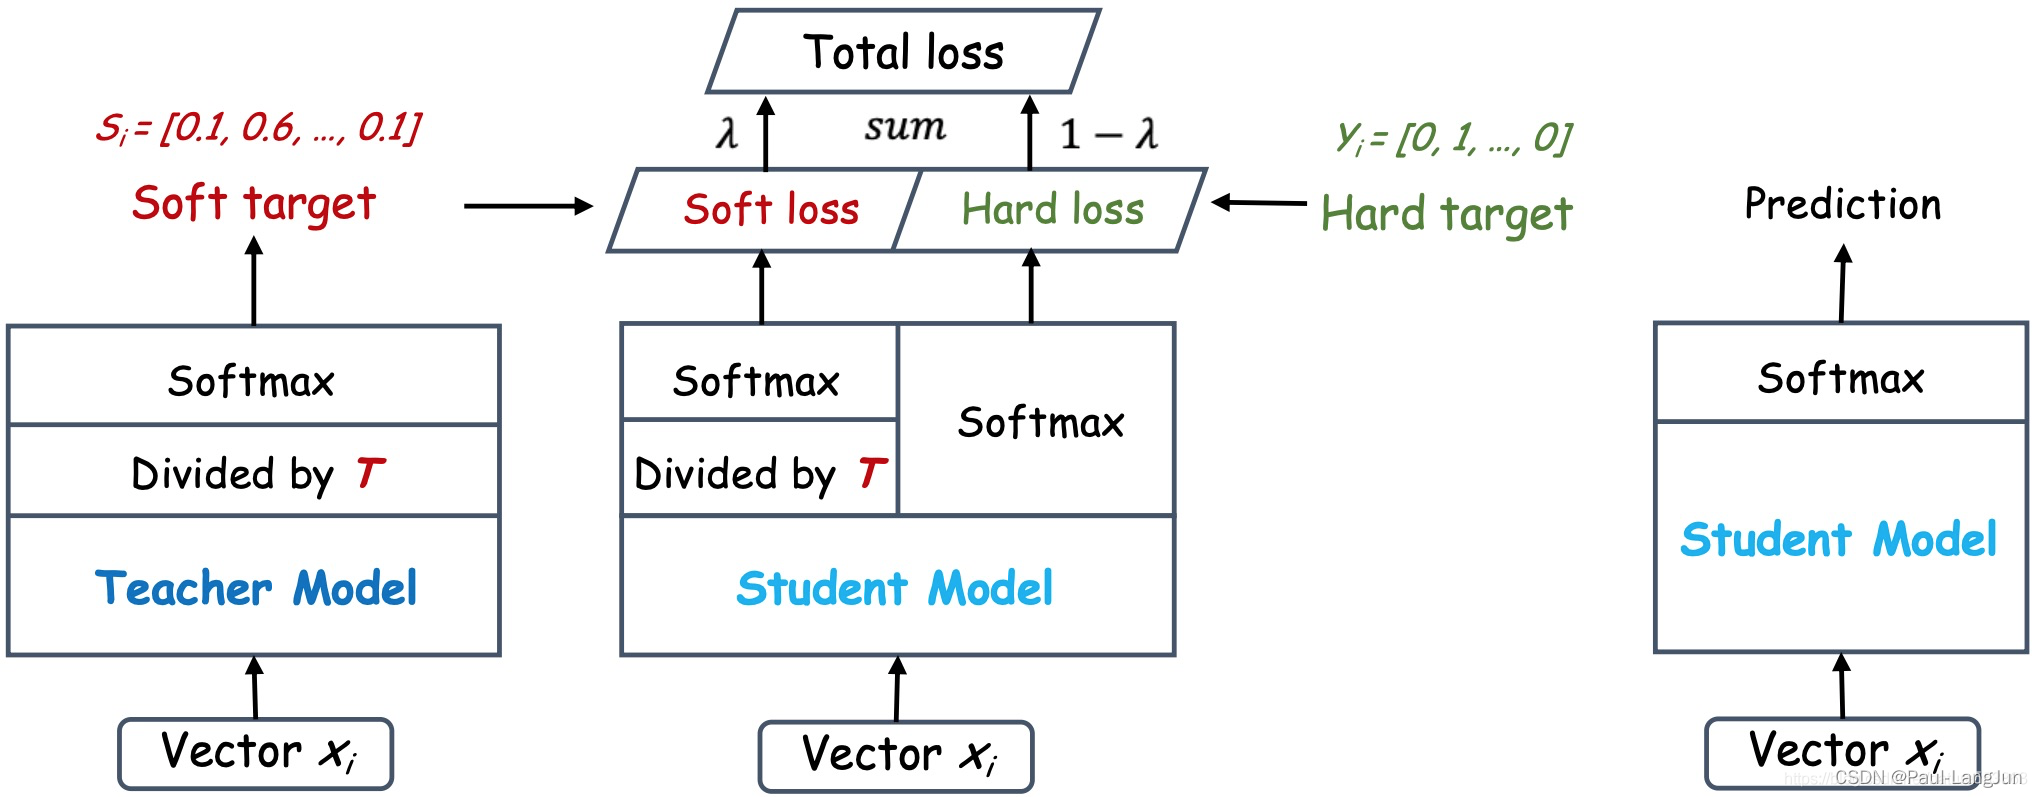 Total loss
λ
sum
1 − λ
Sᵢ = [0.1, 0.6, ..., 0.1]
Soft target
Soft loss
Hard loss
Yᵢ = [0, 1, ..., 0]
Hard target
Prediction
Softmax
Divided by T
Teacher Model
Vector xᵢ
Softmax
Divided by T
Softmax
Student Model
Vector xᵢ
Softmax
Student Model
Vector xᵢ
CSDN @Paul-LangJun